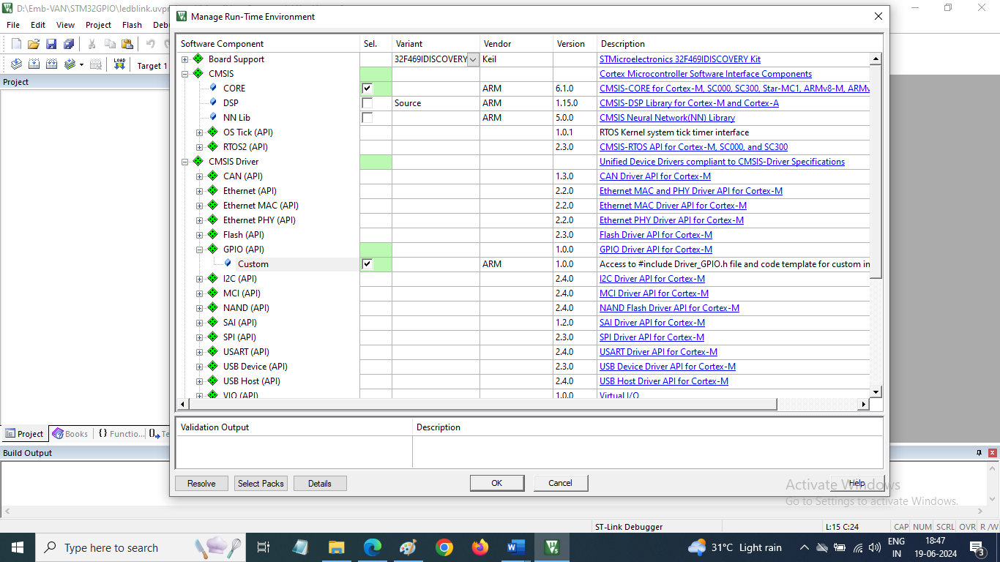 D:\Emb-VAN\STM32GPIO\ledblink.uvpr
Manage Run-Time Environment
File Edit View Project Flash
Target 1
Project
Software Component Sel. Variant Vendor Version Description
Board Support 32F469IDISCOVERY Keil STMicroelectronics 32F469IDISCOVERY Kit
CMSIS Cortex Microcontroller Software Interface Components
CORE ARM 6.1.0 CMSIS-CORE for Cortex-M, SC000, SC300, Star-MC1, ARMv8-M, ARMv
DSP Source ARM 1.15.0 CMSIS-DSP Library for Cortex-M and Cortex-A
NN Lib ARM 5.0.0 CMSIS Neural Network(NN) Library
OS Tick (API) 1.0.1 RTOS Kernel system tick timer interface
RTOS2 (API) 2.3.0 CMSIS-RTOS API for Cortex-M, SC000, and SC300
CMSIS Driver Unified Device Drivers compliant to CMSIS-Driver Specifications
CAN (API) 1.3.0 CAN Driver API for Cortex-M
Ethernet (API) 2.2.0 Ethernet MAC and PHY Driver API for Cortex-M
Ethernet MAC (API) 2.2.0 Ethernet MAC Driver API for Cortex-M
Ethernet PHY (API) 2.2.0 Ethernet PHY Driver API for Cortex-M
Flash (API) 2.3.0 Flash Driver API for Cortex-M
GPIO (API) 1.0.0 GPIO Driver API for Cortex-M
Custom ARM 1.0.0 Access to #include Driver_GPIO.h file and code template for custom im
I2C (API) 2.4.0 I2C Driver API for Cortex-M
MCI (API) 2.4.0 MCI Driver API for Cortex-M
NAND (API) 2.4.0 NAND Flash Driver API for Cortex-M
SAI (API) 1.2.0 SAI Driver API for Cortex-M
SPI (API) 2.3.0 SPI Driver API for Cortex-M
USART (API) 2.4.0 USART Driver API for Cortex-M
USB Device (API) 2.3.0 USB Device Driver API for Cortex-M
USB Host (API) 2.4.0 USB Host Driver API for Cortex-M
VIO (API) 1.0.0 Virtual I/O
Project Books {} Functio... Te
Validation Output Description
Build Output
Resolve Select Packs Details OK Cancel Help
Activate Windows
Go to Settings to activate Windows.
ST-Link Debugger L:15 C:24 CAP NUM SCRL OVR R/W
Type here to search
31°C Light rain
ENG
IN
18:47
19-06-2024
3